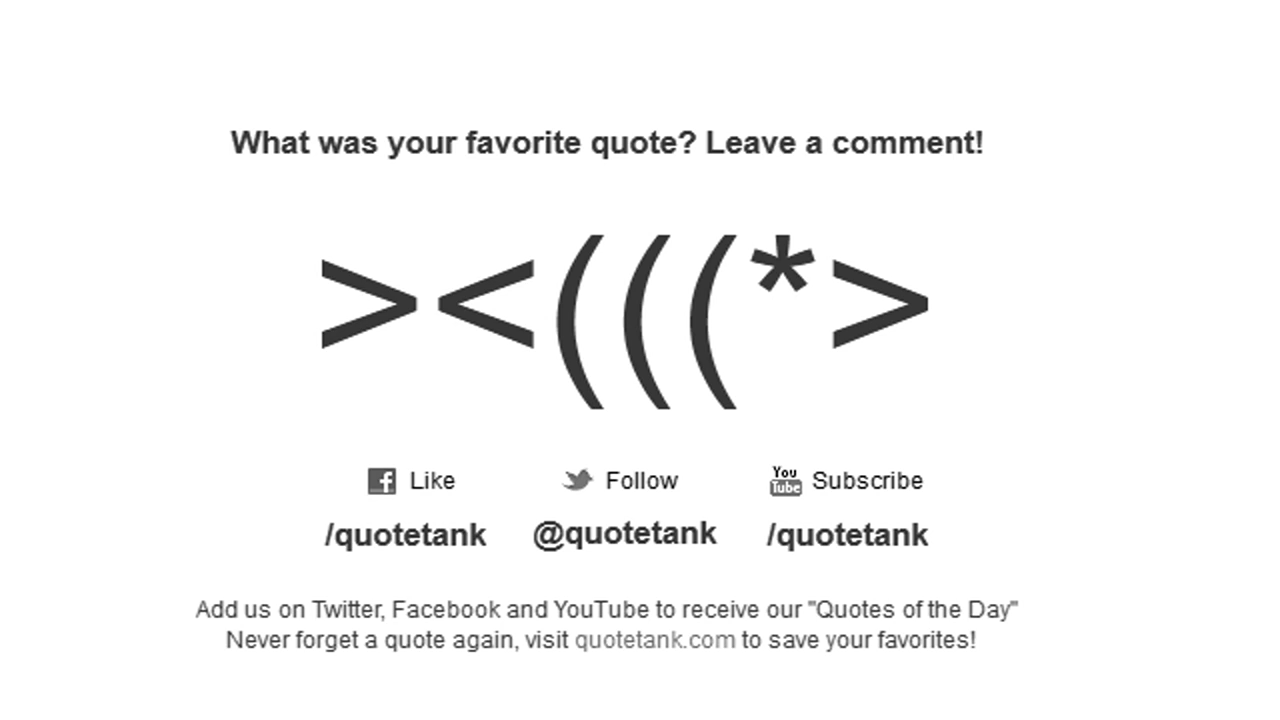 What was your favorite quote? Leave a comment!
><(((*>
f Like Follow You Tube Subscribe
/quotetank @quotetank /quotetank
Add us on Twitter, Facebook and YouTube to receive our "Quotes of the Day"
Never forget a quote again, visit quotetank.com to save your favorites!